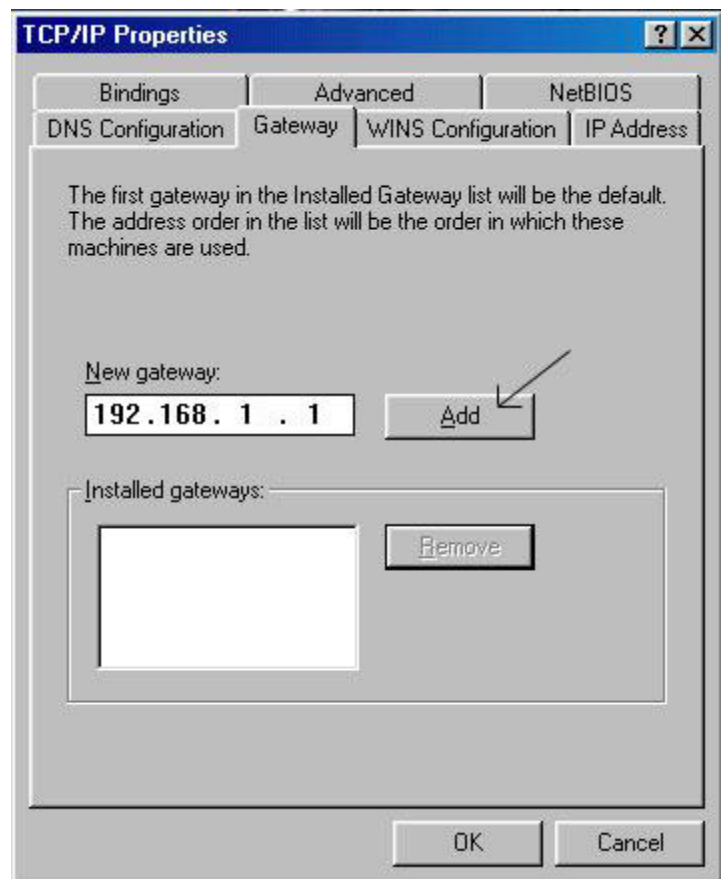 TCP/IP Properties
Bindings Advanced NetBIOS
DNS Configuration Gateway WINS Configuration IP Address
The first gateway in the Installed Gateway list will be the default.
The address order in the list will be the order in which these
machines are used.
New gateway:
192.168. 1 . 1 Add
Installed gateways:
Remove
OK Cancel